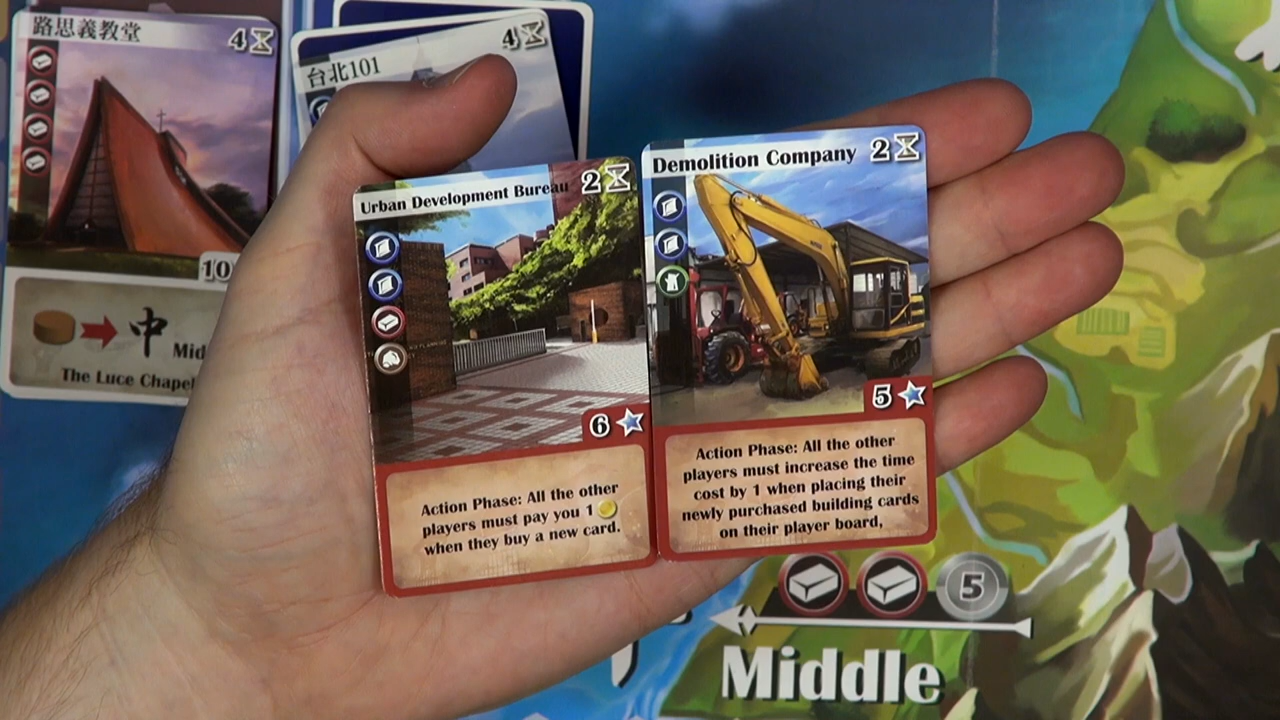 路思義教堂
4
10
中 Mid
The Luce Chapel
台北101
4
Urban Development Bureau
2
6
Action Phase: All the other
players must pay you 1
when they buy a new card.
Demolition Company
2
5
Action Phase: All the other
players must increase the time
cost by 1 when placing their
newly purchased building cards
on their player board,
5
Middle